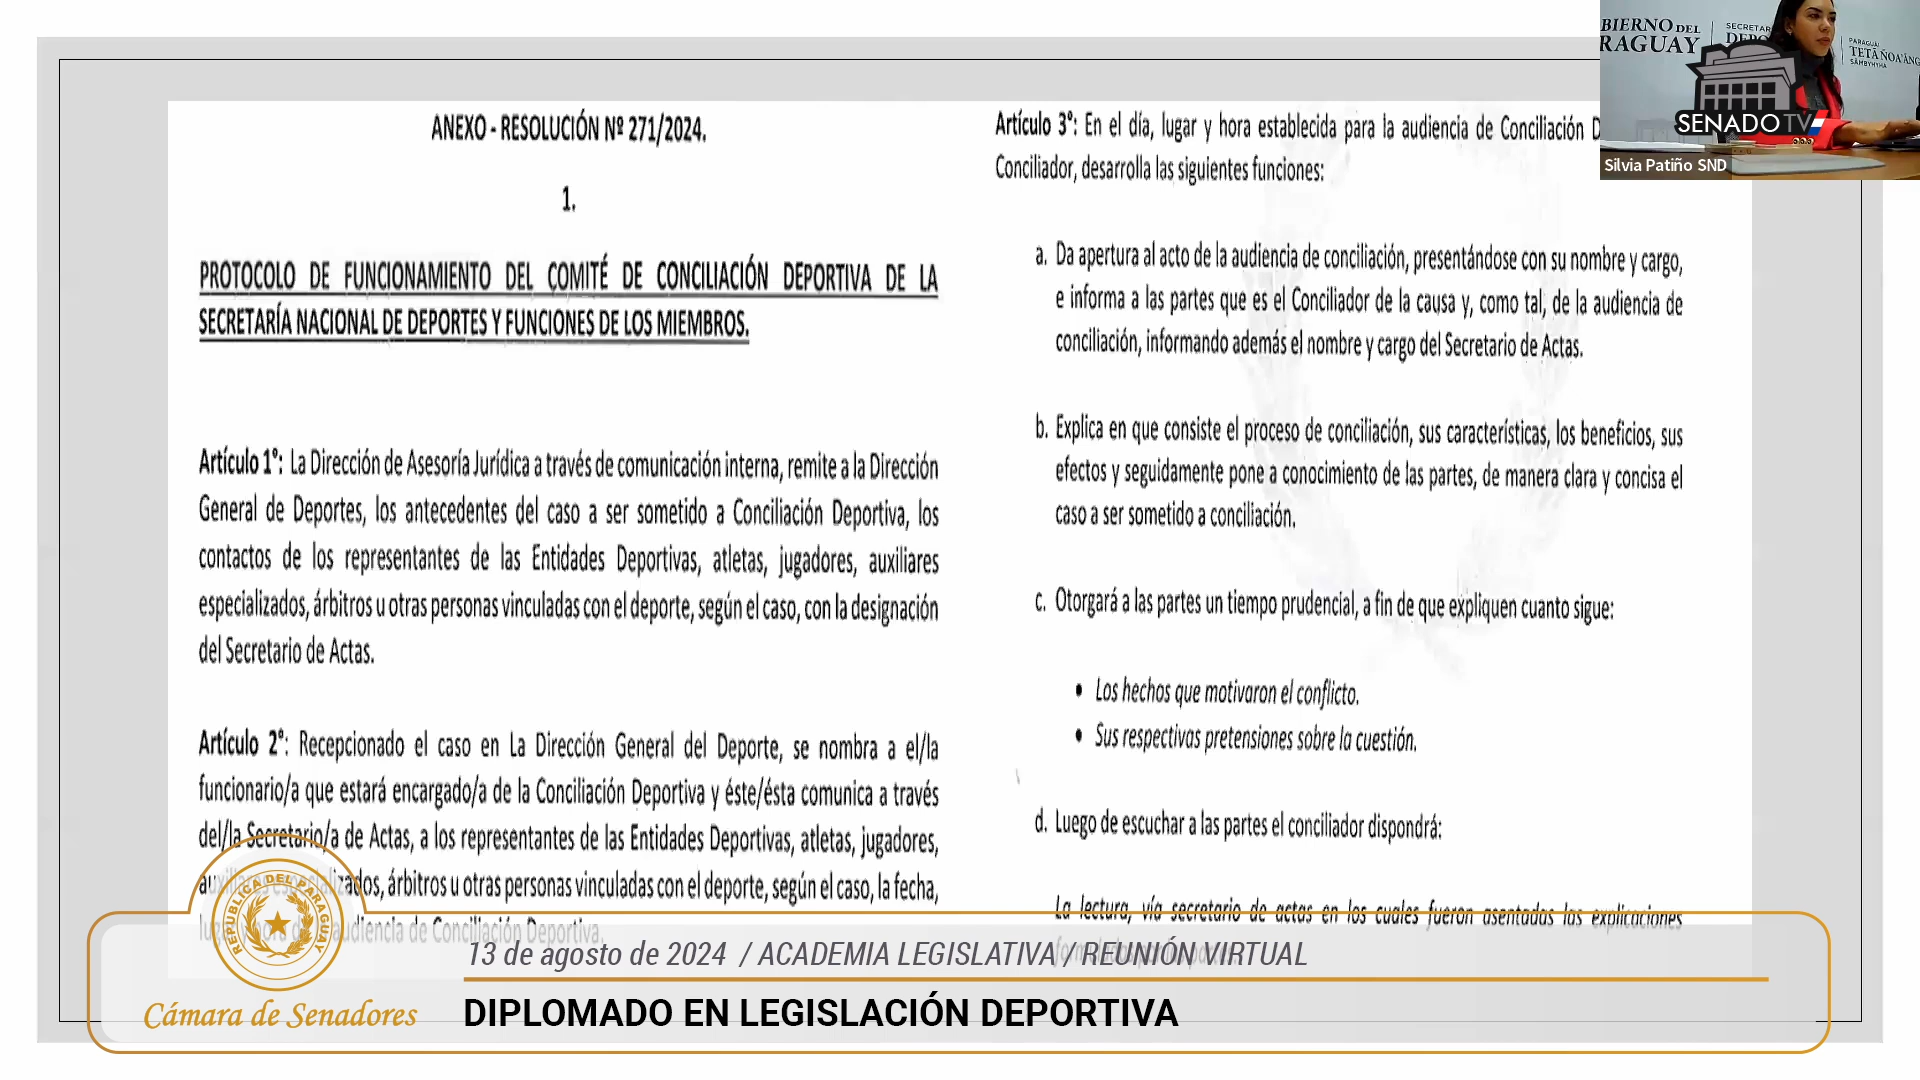 ANEXO - RESOLUCIÓN Nº 271/2024.
1.
PROTOCOLO DE FUNCIONAMIENTO DEL COMITÉ DE CONCILIACIÓN DEPORTIVA DE LA
SECRETARÍA NACIONAL DE DEPORTES Y FUNCIONES DE LOS MIEMBROS.
Artículo 1°: La Dirección de Asesoría Jurídica a través de comunicación interna, remite a la Dirección
General de Deportes, los antecedentes del caso a ser sometido a Conciliación Deportiva, los
contactos de los representantes de las Entidades Deportivas, atletas, jugadores, auxiliares
especializados, árbitros u otras personas vinculadas con el deporte, según el caso, con la designación
del Secretario de Actas.
Artículo 2°: Recepcionado el caso en La Dirección General del Deporte, se nombra a el/la
funcionario/a que estará encargado/a de la Conciliación Deportiva y éste/ésta comunica a través
del/la Secretario/a de Actas, a los representantes de las Entidades Deportivas, atletas, jugadores,
auxiliares especializados, árbitros u otras personas vinculadas con el deporte, según el caso, la fecha,
audiencia de Conciliación Deportiva.
Artículo 3°: En el día, lugar y hora establecida para la audiencia de Conciliación D
Conciliador, desarrolla las siguientes funciones:
a. Da apertura al acto de la audiencia de conciliación, presentándose con su nombre y cargo,
e informa a las partes que es el Conciliador de la causa y, como tal, de la audiencia de
conciliación, informando además el nombre y cargo del Secretario de Actas.
b. Explica en que consiste el proceso de conciliación, sus características, los beneficios, sus
efectos y seguidamente pone a conocimiento de las partes, de manera clara y concisa el
caso a ser sometido a conciliación.
c. Otorgará a las partes un tiempo prudencial, a fin de que expliquen cuanto sigue:
• Los hechos que motivaron el conflicto.
• Sus respectivas pretensiones sobre la cuestión.
d. Luego de escuchar a las partes el conciliador dispondrá:
La lectura, vía secretario de actas en los cuales fueron asentadas las explicaciones
BIERNO DEL
RAGUAY
SECRETAR
DEPO
PARAGUÁI
TETÃ ÑOA'ÃNG
SÃMBYHYHA
SENADO TV
Silvia Patiño SND
REPÚBLICA DEL PARAGUAY
Cámara de Senadores
13 de agosto de 2024 / ACADEMIA LEGISLATIVA / REUNIÓN VIRTUAL
DIPLOMADO EN LEGISLACIÓN DEPORTIVA